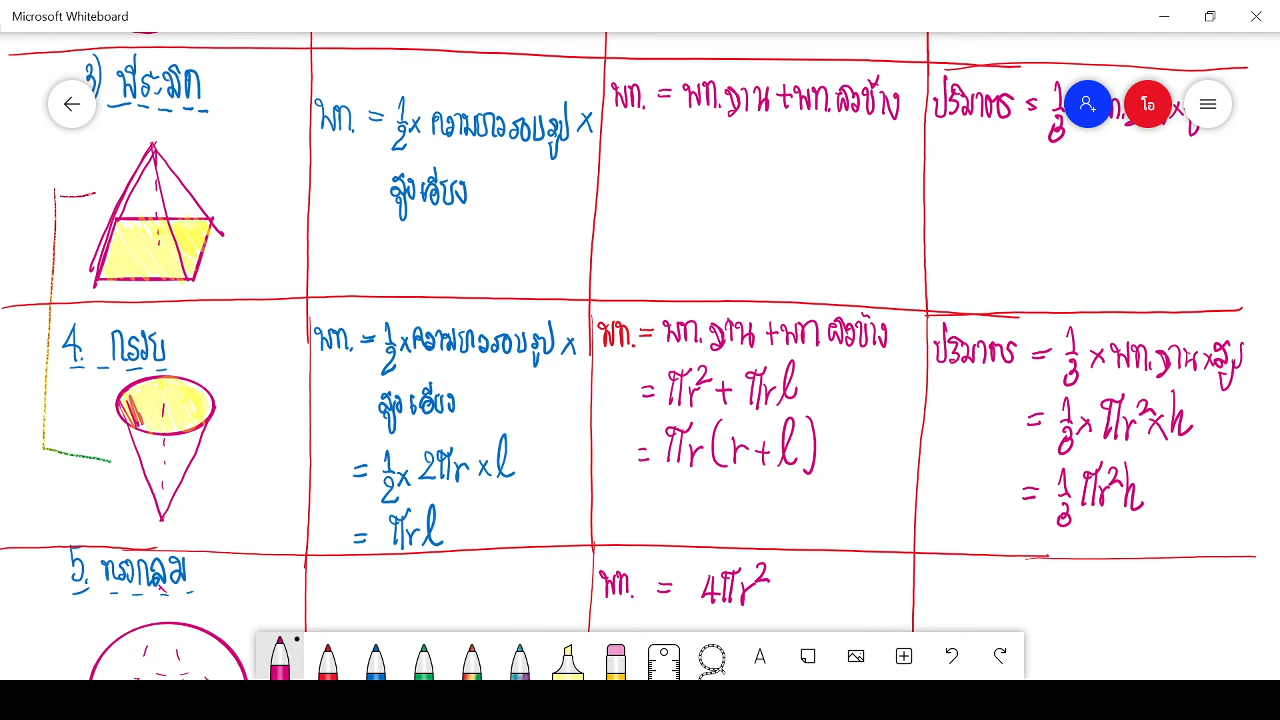 Microsoft Whiteboard
3) พีระมิด
พท. = 1/2 × ความยาวรอบรูป ×
สูงเอียง
พท. = พท.ฐาน + พท.ผิวข้าง
ปริมาตร = 1/3
โอ
4. กรวย
พท. = 1/2 × ความยาวรอบรูป ×
สูงเอียง
= 1/2 × 2πr × l
= πrl
พท. = พท.ฐาน + พท ผิวข้าง
= πr² + πrl
= πr(r+l)
ปริมาตร = 1/3 × พท.ฐาน × สูง
= 1/3 × πr² × h
= 1/3 πr²h
5. ทรงกลม
พท. = 4πr²
A